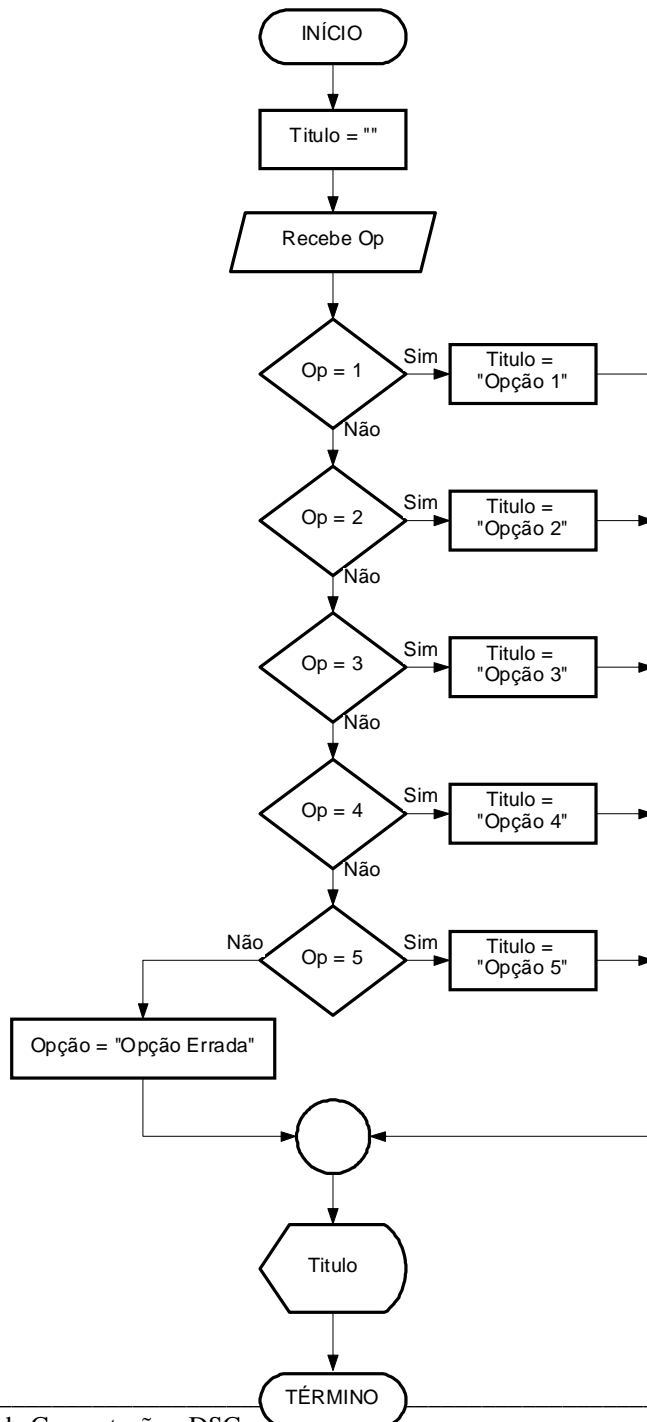 INÍCIO
Titulo = ""
Recebe Op
Op = 1
Sim
Titulo =
"Opção 1"
Não
Op = 2
Sim
Titulo =
"Opção 2"
Não
Op = 3
Sim
Titulo =
"Opção 3"
Não
Op = 4
Sim
Titulo =
"Opção 4"
Não
Não
Op = 5
Sim
Titulo =
"Opção 5"
Opção = "Opção Errada"
Titulo
TÉRMINO